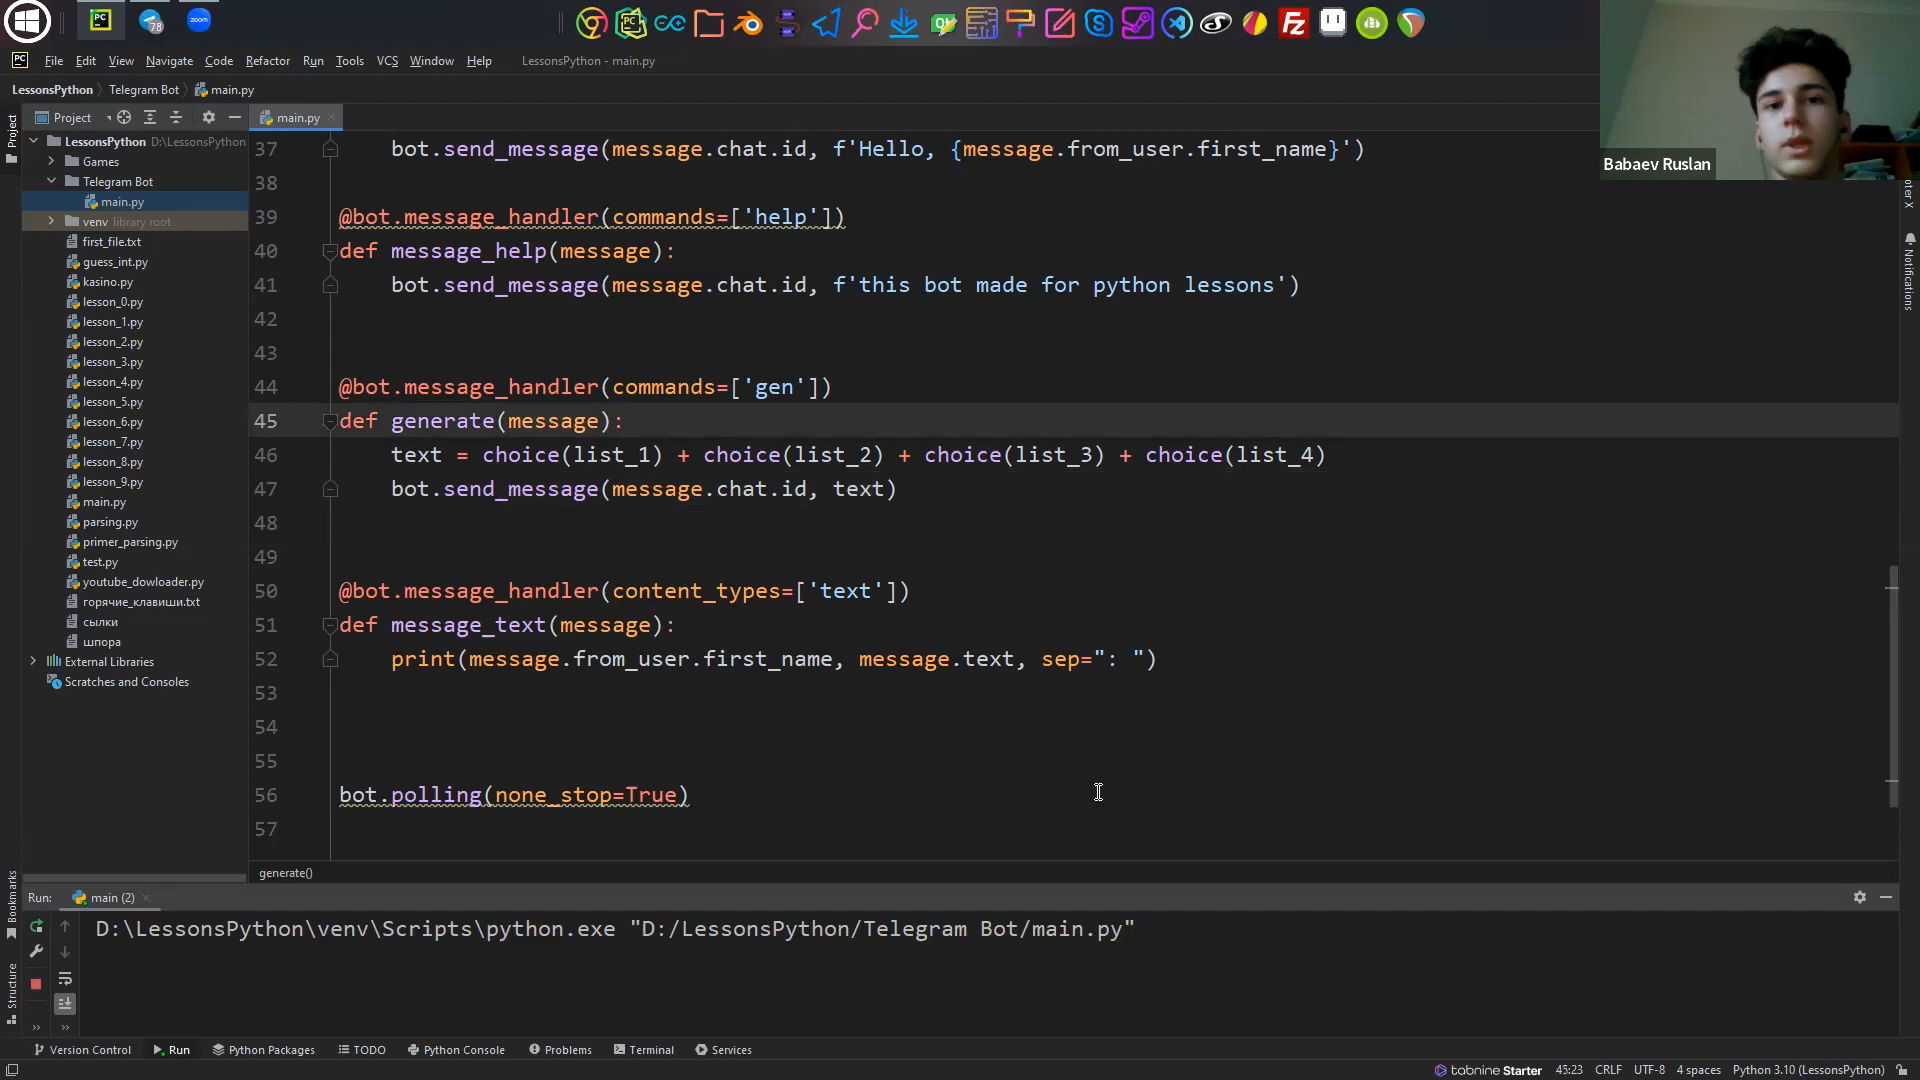 78
zoom
PC
FZ
PC File Edit View Navigate Code Refactor Run Tools VCS Window Help LessonsPython - main.py
LessonsPython Telegram Bot main.py
Project
main.py
Project
LessonsPython D:\LessonsPython
Games
Telegram Bot
main.py
venv library root
first_file.txt
guess_int.py
kasino.py
lesson_0.py
lesson_1.py
lesson_2.py
lesson_3.py
lesson_4.py
lesson_5.py
lesson_6.py
lesson_7.py
lesson_8.py
lesson_9.py
main.py
parsing.py
primer_parsing.py
test.py
youtube_dowloader.py
горячие_клавиши.txt
сылки
шпора
External Libraries
Scratches and Consoles
37 bot.send_message(message.chat.id, f'Hello, {message.from_user.first_name}')
38
39 @bot.message_handler(commands=['help'])
40 def message_help(message):
41 bot.send_message(message.chat.id, f'this bot made for python lessons')
42
43
44 @bot.message_handler(commands=['gen'])
45 def generate(message):
46 text = choice(list_1) + choice(list_2) + choice(list_3) + choice(list_4)
47 bot.send_message(message.chat.id, text)
48
49
50 @bot.message_handler(content_types=['text'])
51 def message_text(message):
52 print(message.from_user.first_name, message.text, sep=": ")
53
54
55
56 bot.polling(none_stop=True)
57
generate()
Babaev Ruslan
Notifications
Bookmarks
Structure
Run: main (2)
D:\LessonsPython\venv\Scripts\python.exe "D:/LessonsPython/Telegram Bot/main.py"
Version Control Run Python Packages TODO Python Console Problems Terminal Services
tabnine Starter 45:23 CRLF UTF-8 4 spaces Python 3.10 (LessonsPython)